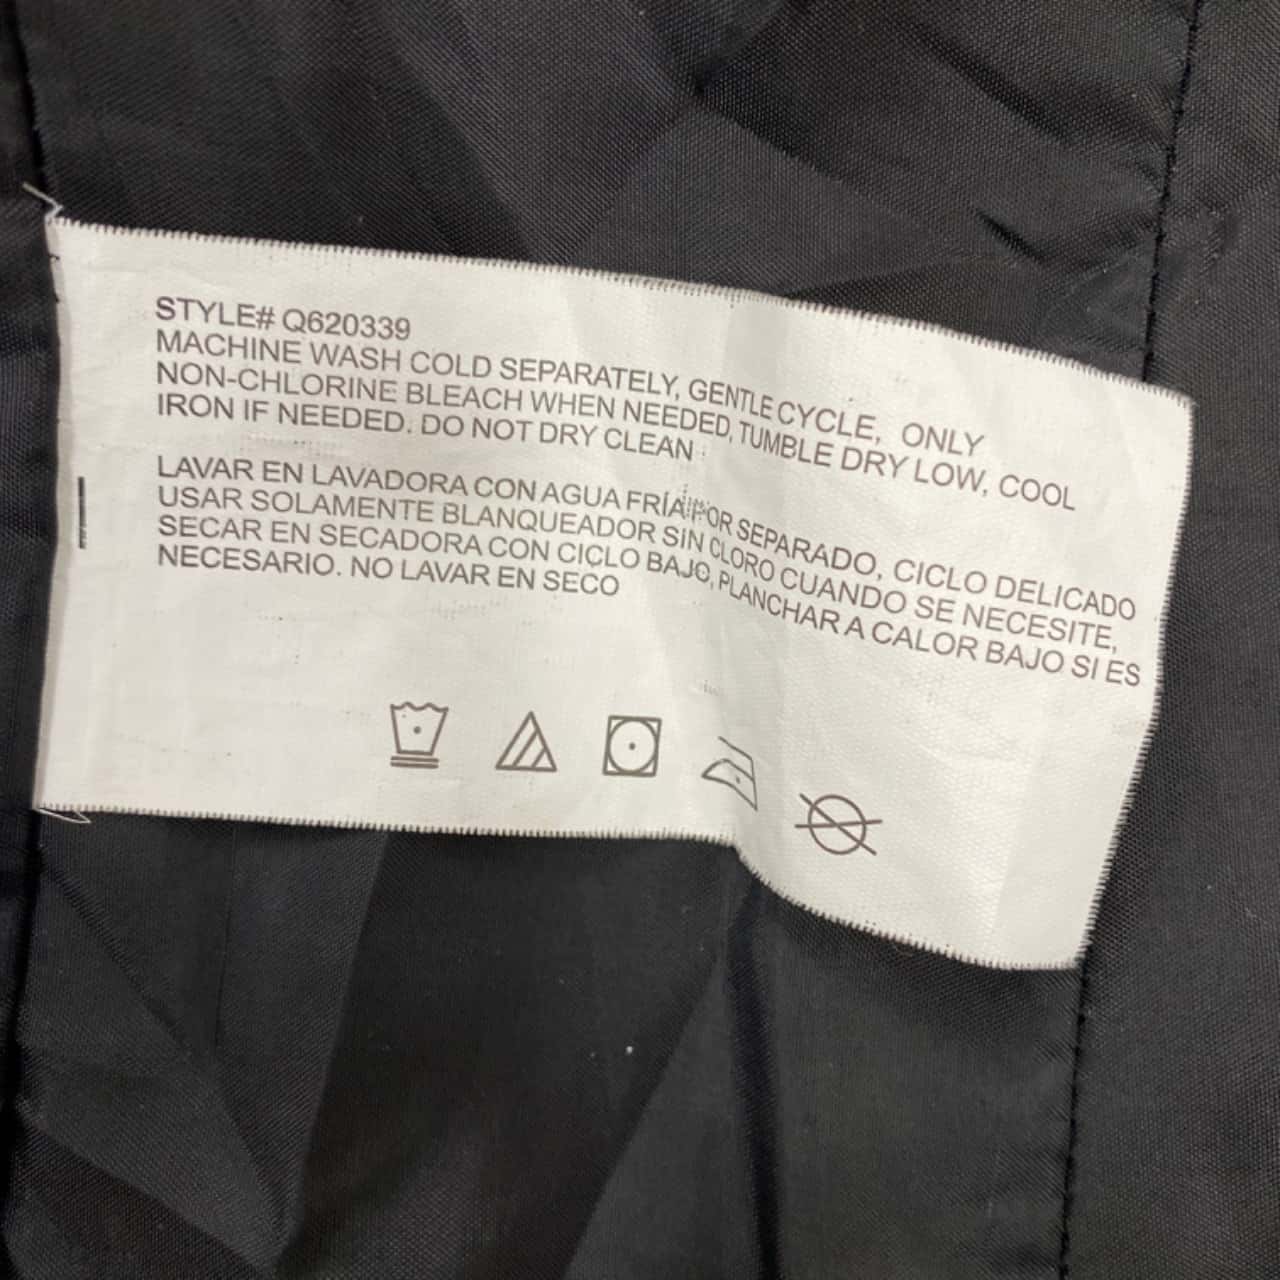 STYLE# Q620339
MACHINE WASH COLD SEPARATELY, GENTLE CYCLE, ONLY
NON-CHLORINE BLEACH WHEN NEEDED, TUMBLE DRY LOW, COOL
IRON IF NEEDED. DO NOT DRY CLEAN
LAVAR EN LAVADORA CON AGUA FRÍA POR SEPARADO, CICLO DELICADO
USAR SOLAMENTE BLANQUEADOR SIN CLORO CUANDO SE NECESITE,
SECAR EN SECADORA CON CICLO BAJO, PLANCHAR A CALOR BAJO SI ES
NECESARIO. NO LAVAR EN SECO